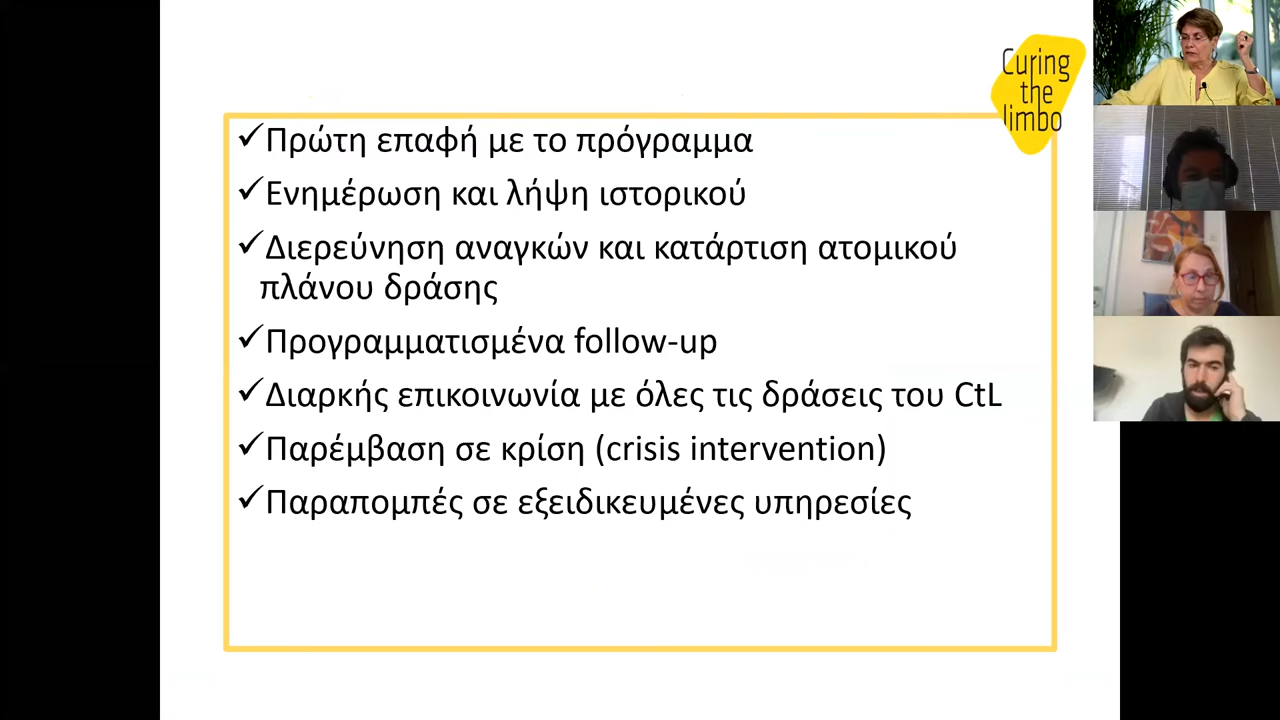 Curing
the
limbo
✓Πρώτη επαφή με το πρόγραμμα
✓Ενημέρωση και λήψη ιστορικού
✓Διερεύνηση αναγκών και κατάρτιση ατομικού
πλάνου δράσης
✓Προγραμματισμένα follow-up
✓Διαρκής επικοινωνία με όλες τις δράσεις του CtL
✓Παρέμβαση σε κρίση (crisis intervention)
✓Παραπομπές σε εξειδικευμένες υπηρεσίες